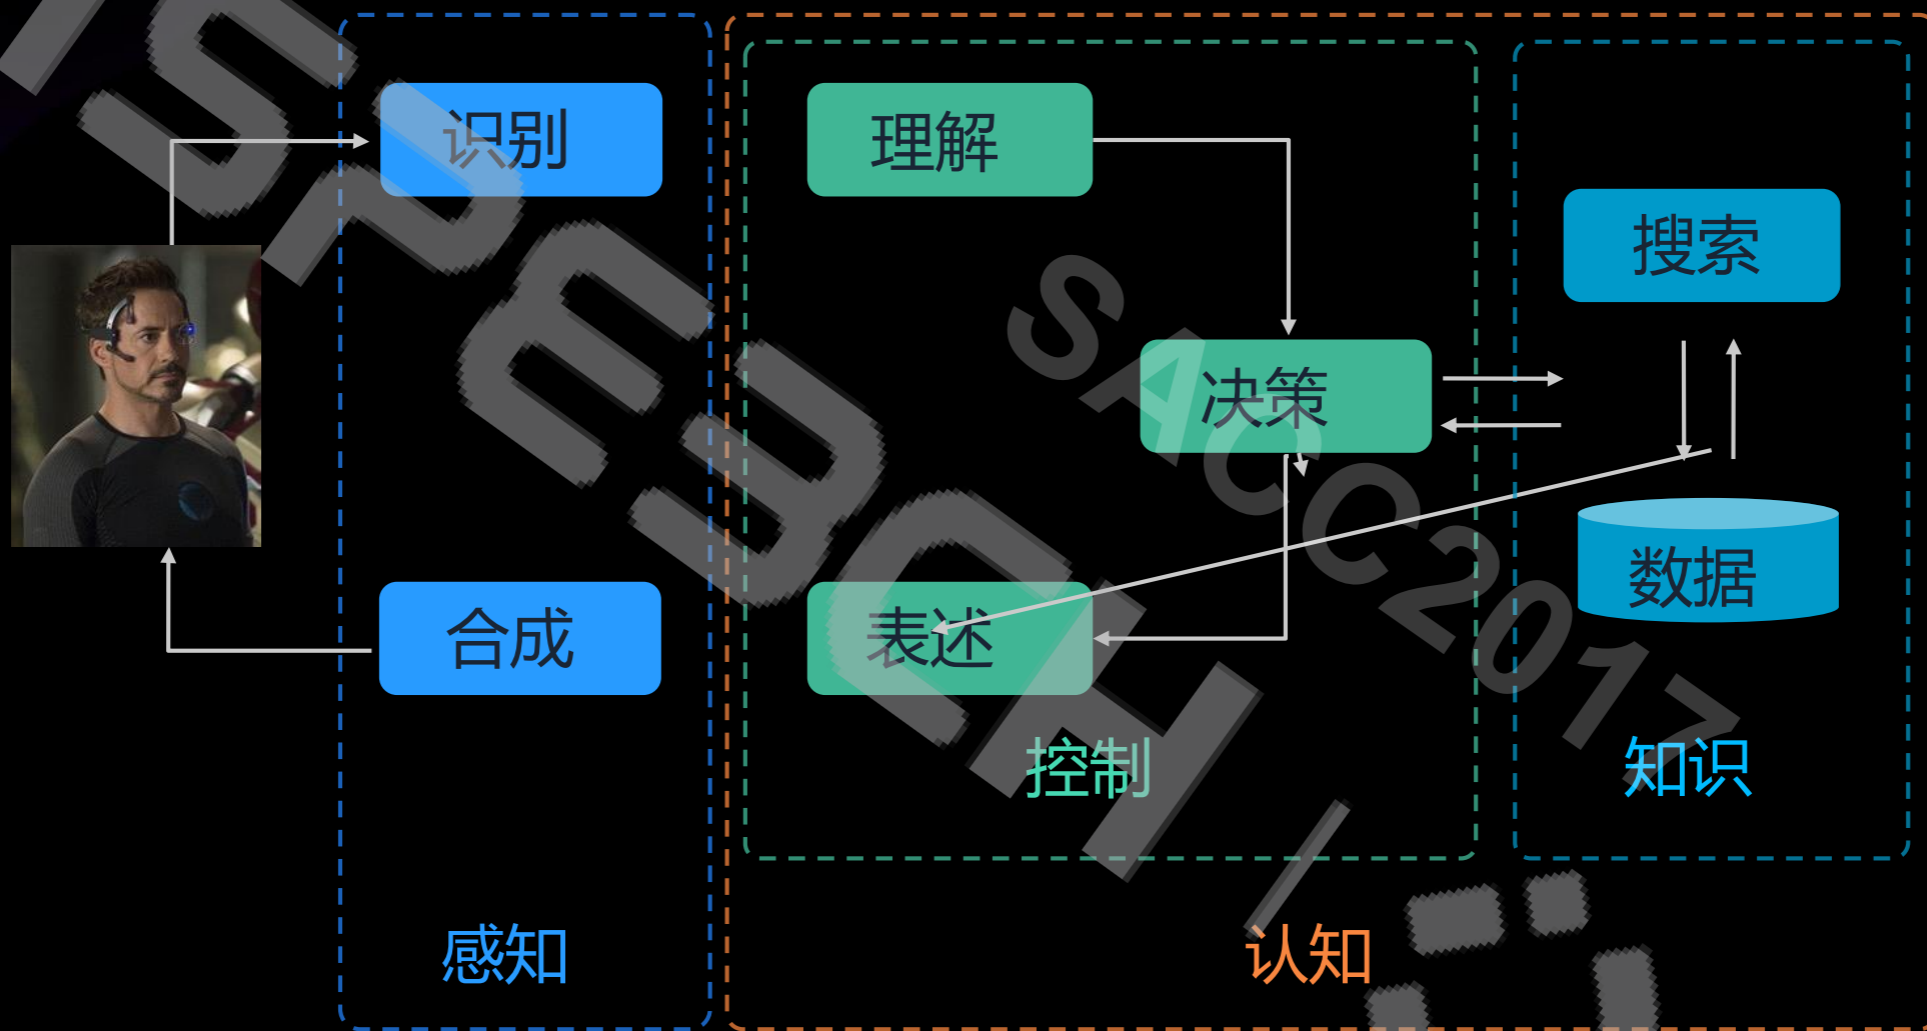 识别
理解
搜索
决策
数据
合成
表述
控制
知识
感知
认知
SACC2017